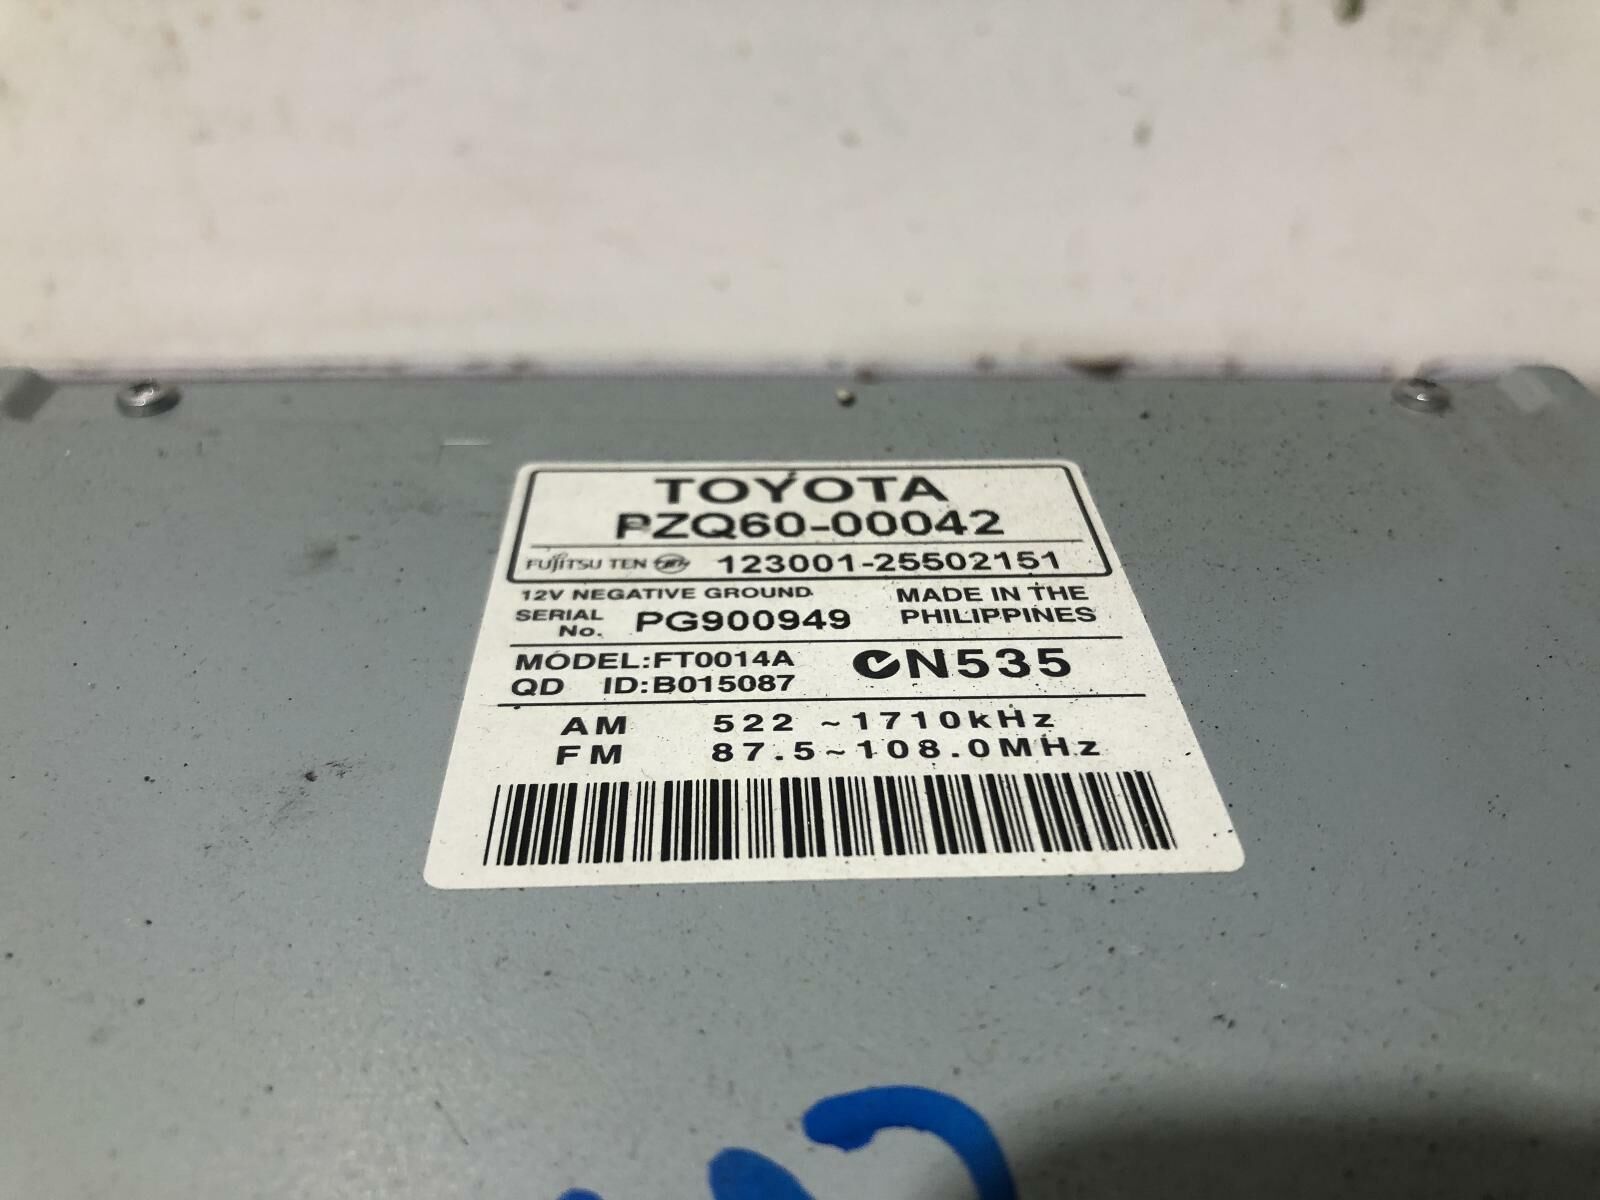 TOYOTA
PZQ60-00042
FUJITSU TEN TEN 123001-25502151
12V NEGATIVE GROUND MADE IN THE
SERIAL No. PG900949 PHILIPPINES
MODEL:FT0014A N535
QD ID:B015087
AM 522 ~1710kHz
FM 87.5~108.0MHz